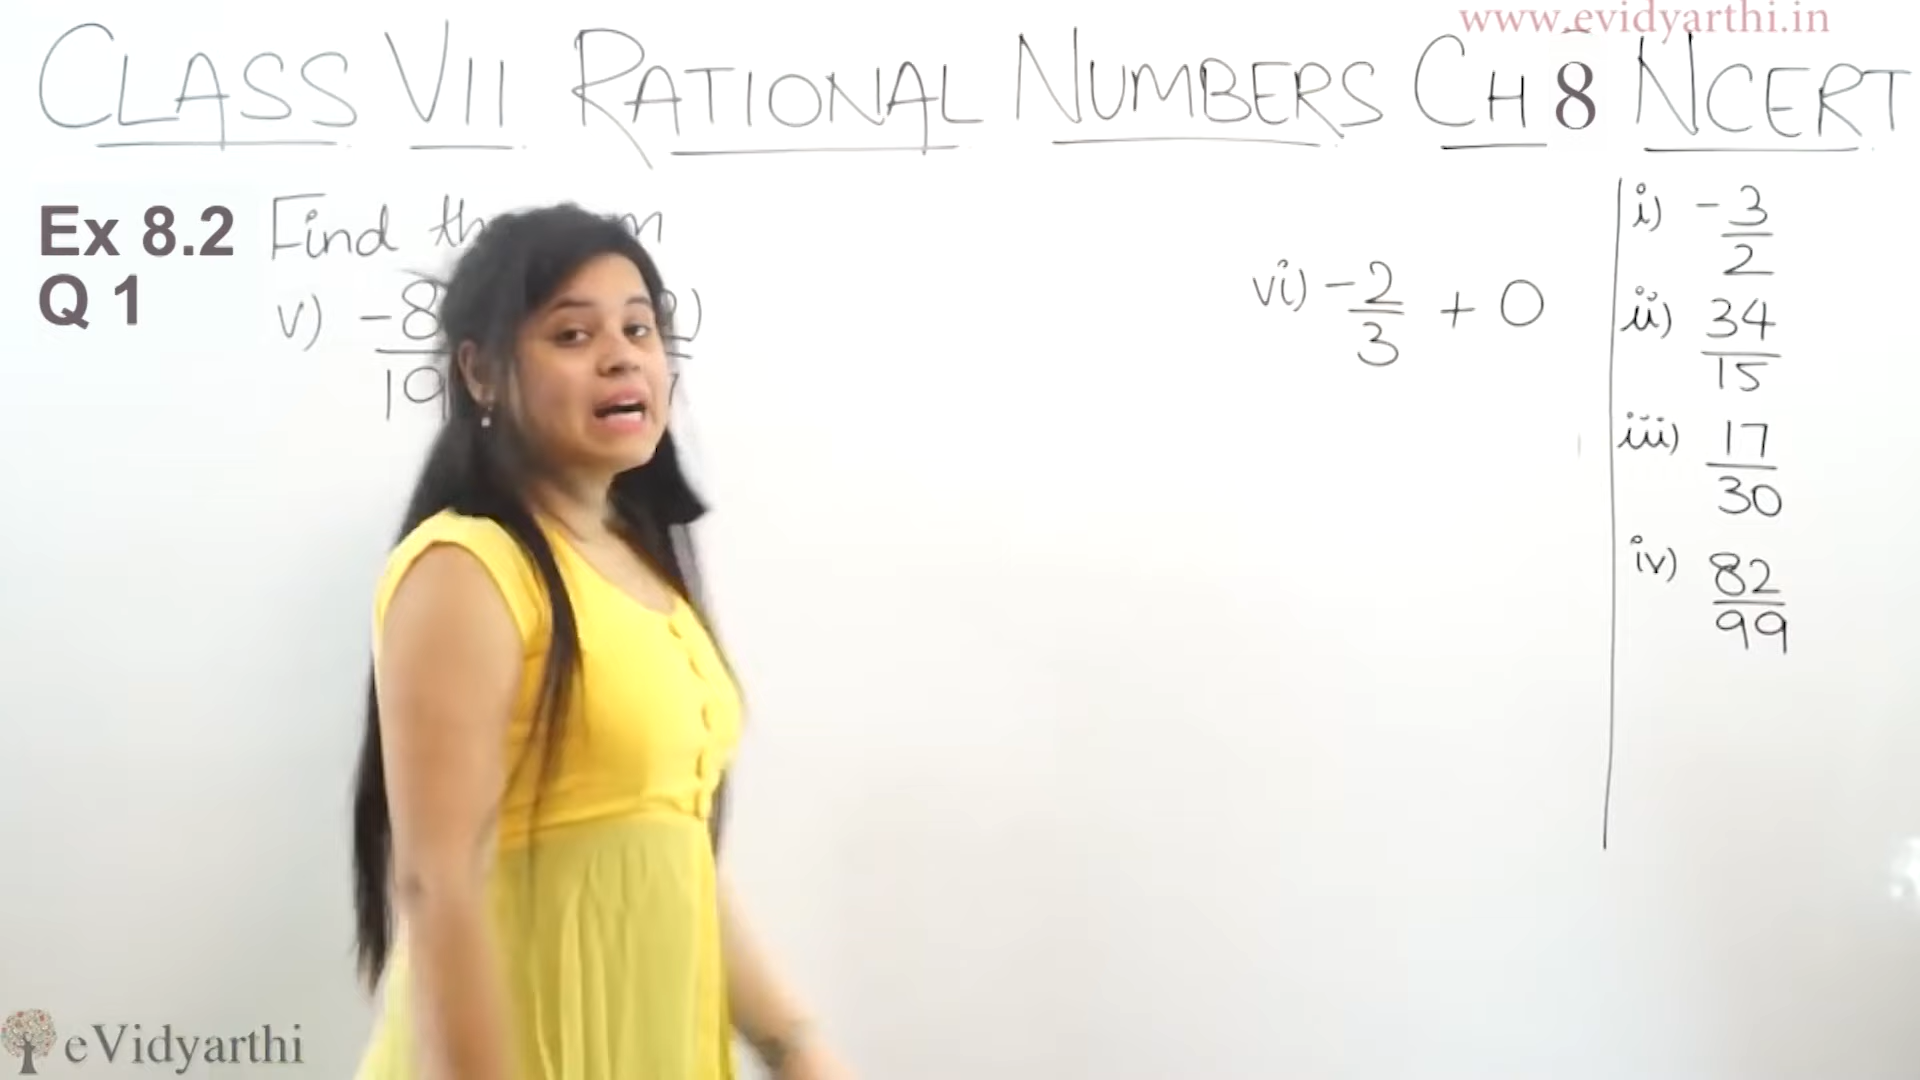 www.evidyarthi.in
CLASS VII RATIONAL NUMBERS CH 8 NCERT
Ex 8.2 Find
Q 1
v) -8
19
vi) -2/3 + 0
i) -3/2
ii) 34/15
iii) 17/30
iv) 82/99
eVidyarthi